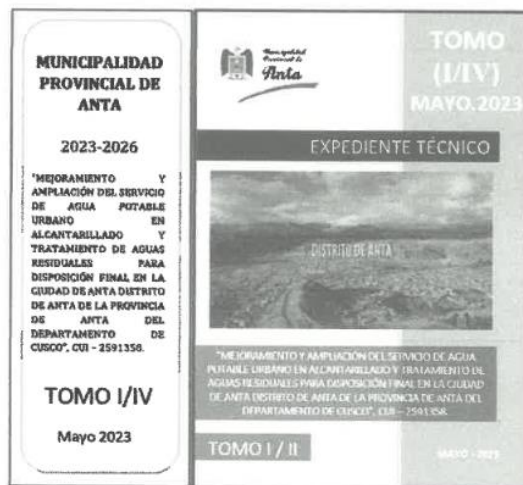 MUNICIPALIDAD
PROVINCIAL DE
ANTA
2023-2026
"MEJORAMIENTO Y
AMPLIACIÓN DEL SERVICIO
DE AGUA POTABLE
URBANO EN
ALCANTARILLADO Y
TRATAMIENTO DE AGUAS
RESIDUALES PARA
DISPOSICIÓN FINAL EN LA
CIUDAD DE ANTA DISTRITO
DE ANTA DE LA PROVINCIA
DE ANTA DEL
DEPARTAMENTO DE
CUSCO", CUI - 2591358.
TOMO I/IV
Mayo 2023
Municipalidad
Provincial de
Anta
TOMO
(I/IV)
MAYO.2023
EXPEDIENTE TÉCNICO
DISTRITO DE ANTA
"MEJORAMIENTO Y AMPLIACIÓN DEL SERVICIO DE AGUA
POTABLE URBANO EN ALCANTARILLADO Y TRATAMIENTO DE
AGUAS RESIDUALES PARA DISPOSICIÓN FINAL EN LA CIUDAD
DE ANTA DISTRITO DE ANTA DE LA PROVINCIA DE ANTA DEL
DEPARTAMENTO DE CUSCO", CUI – 2591358.
TOMO I / II
MAYO - 2023